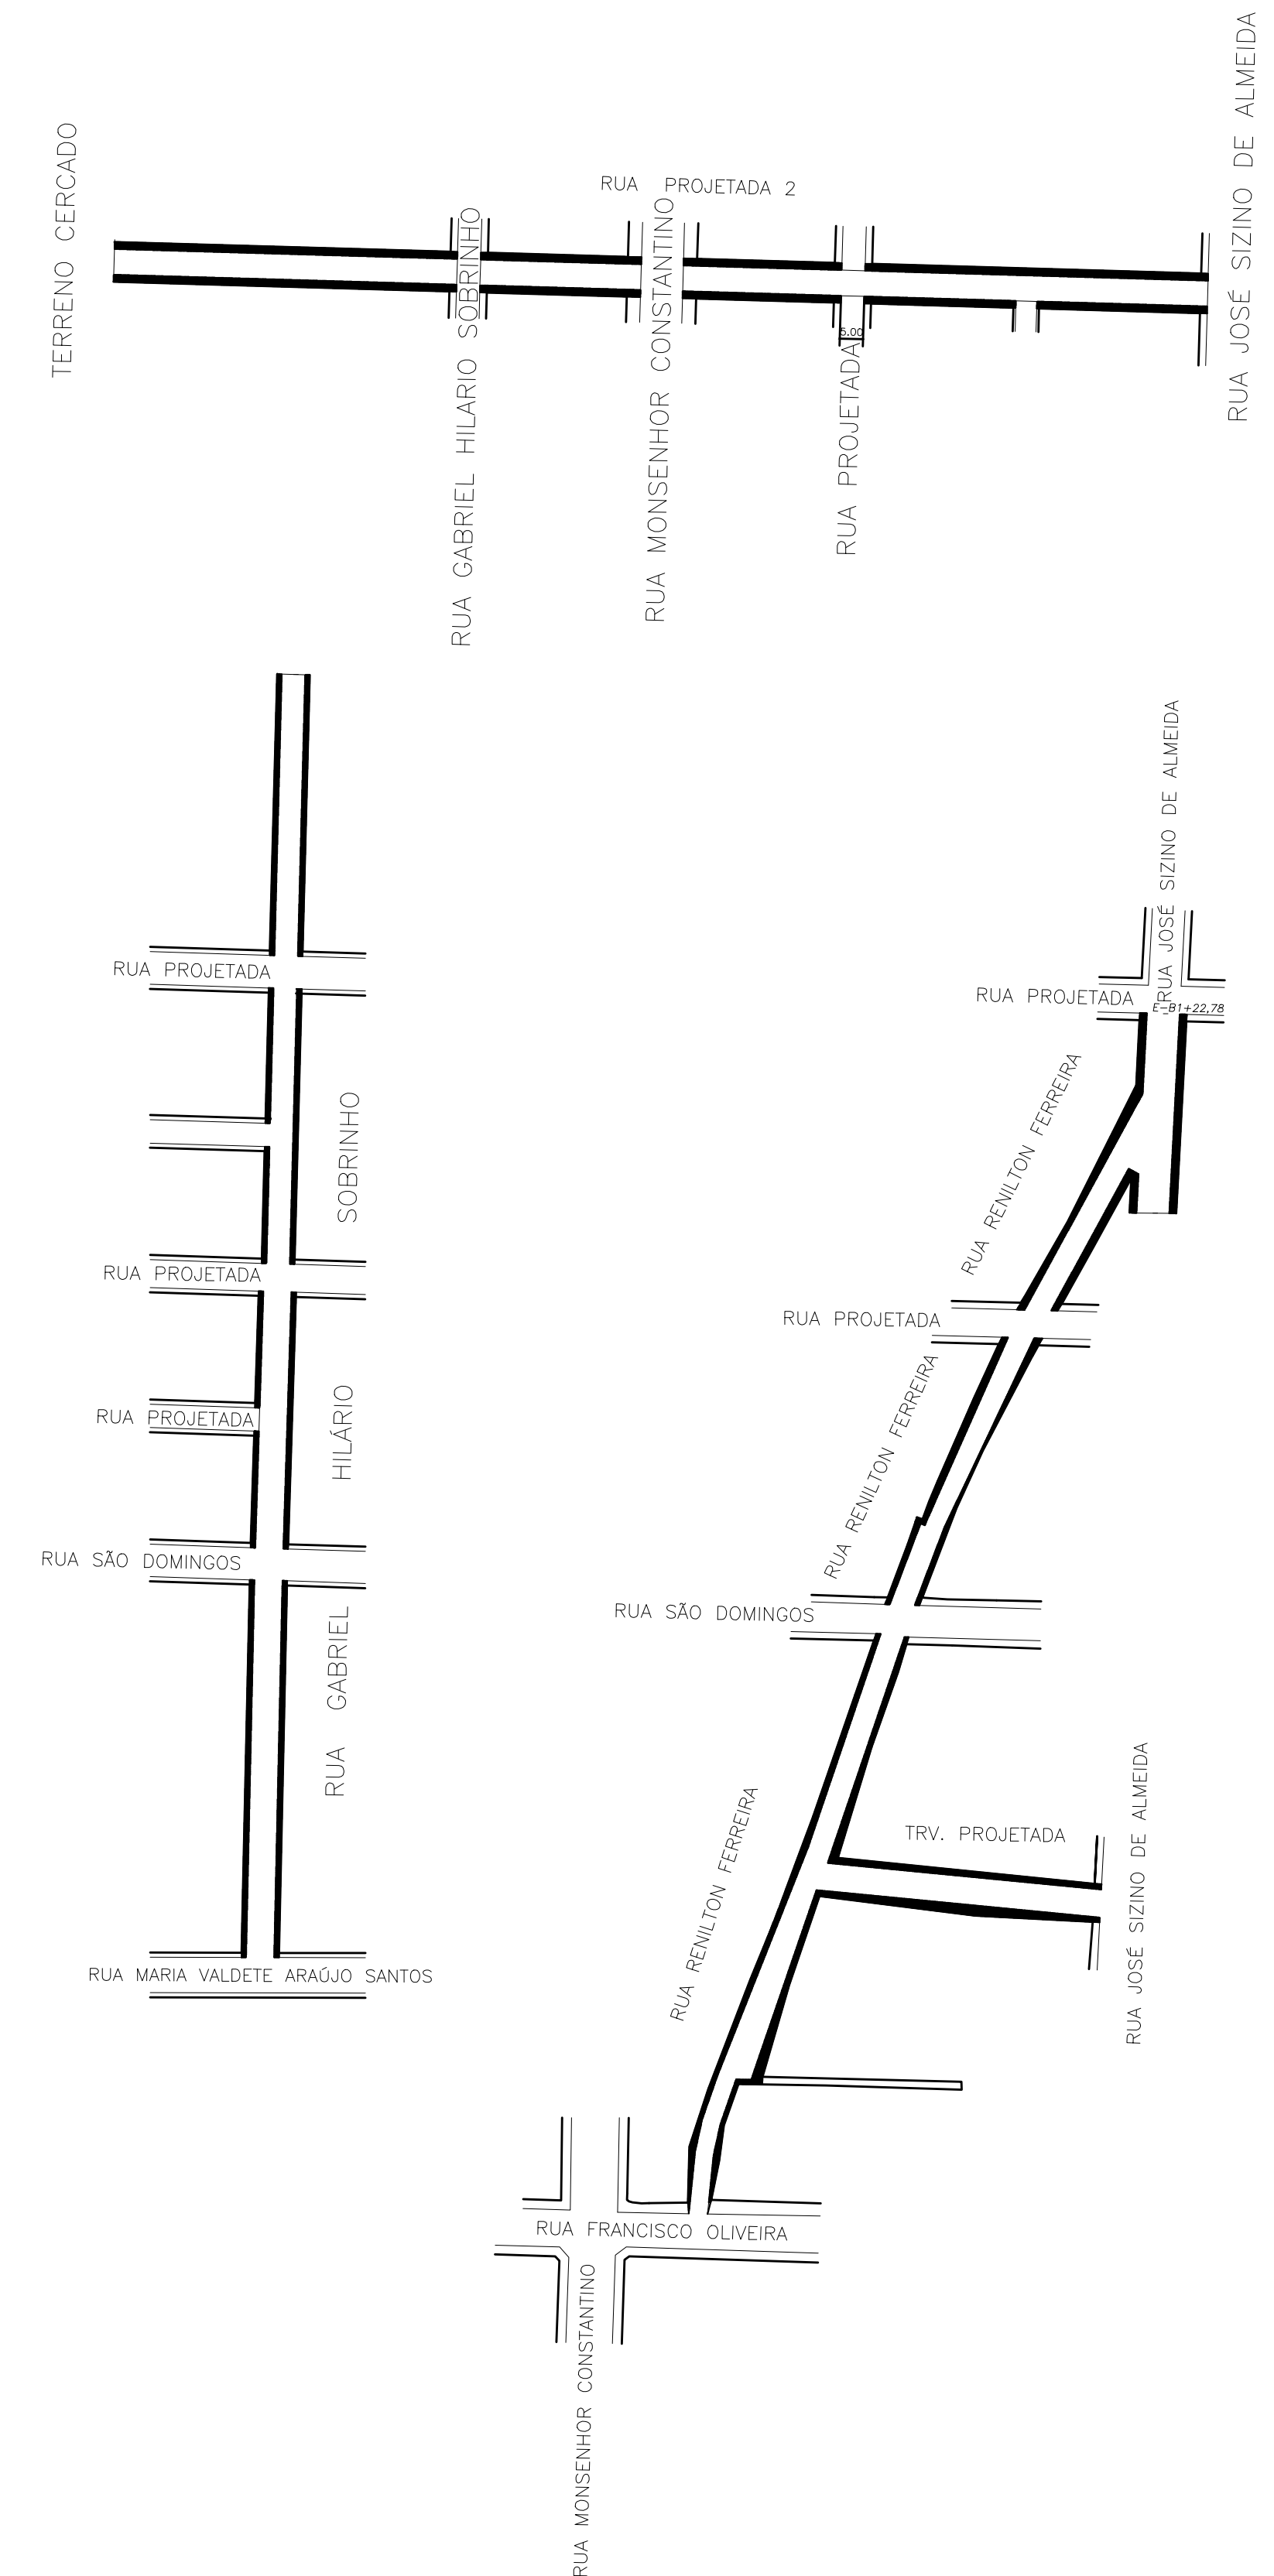 RUA JOSÉ SIZINO DE ALMEIDA
TERRENO CERCADO
RUA PROJETADA 2
RUA GABRIEL HILARIO SOBRINHO
RUA MONSENHOR CONSTANTINO
5.00
RUA PROJETADA
RUA JOSÉ SIZINO DE ALMEIDA
RUA PROJETADA
RUA PROJETADA
E-B1+22,78
RUA RENILTON FERREIRA
SOBRINHO
RUA PROJETADA
RUA PROJETADA
RUA RENILTON FERREIRA
HILÁRIO
RUA PROJETADA
RUA SÃO DOMINGOS
RUA SÃO DOMINGOS
RUA GABRIEL
RUA RENILTON FERREIRA
TRV. PROJETADA
RUA JOSÉ SIZINO DE ALMEIDA
RUA MARIA VALDETE ARAÚJO SANTOS
RUA FRANCISCO OLIVEIRA
RUA MONSENHOR CONSTANTINO